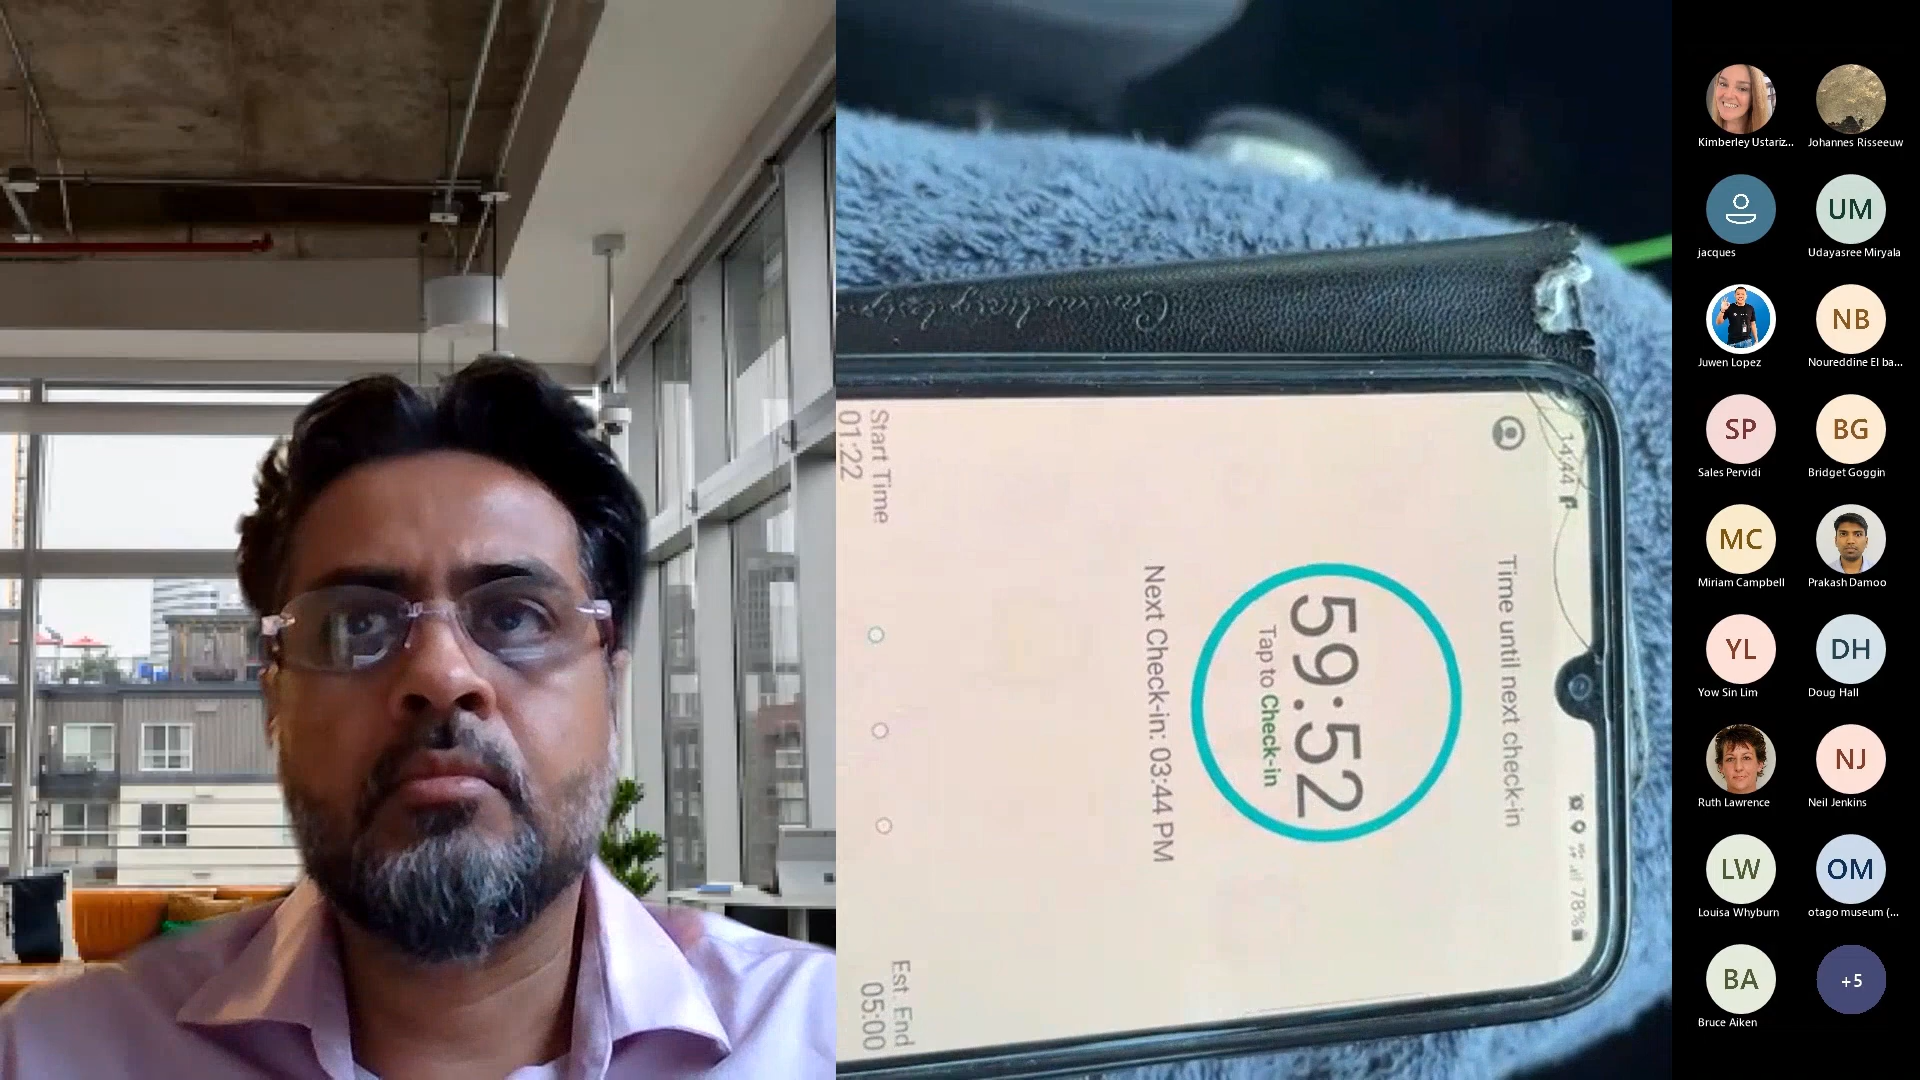 14:44
78%
Time until next check-in
59:52
Tap to Check-in
Next Check-in: 03:44 PM
Start Time
01:22
Est. End
05:00
Kimberley Ustariz...
Johannes Risseeuw
jacques
UM
Udayasree Miryala
Juwen Lopez
NB
Noureddine El ba...
SP
Sales Pervidi
BG
Bridget Goggin
MC
Miriam Campbell
Prakash Damoo
YL
Yow Sin Lim
DH
Doug Hall
Ruth Lawrence
NJ
Neil Jenkins
LW
Louisa Whyburn
OM
otago museum (...
BA
Bruce Aiken
+5